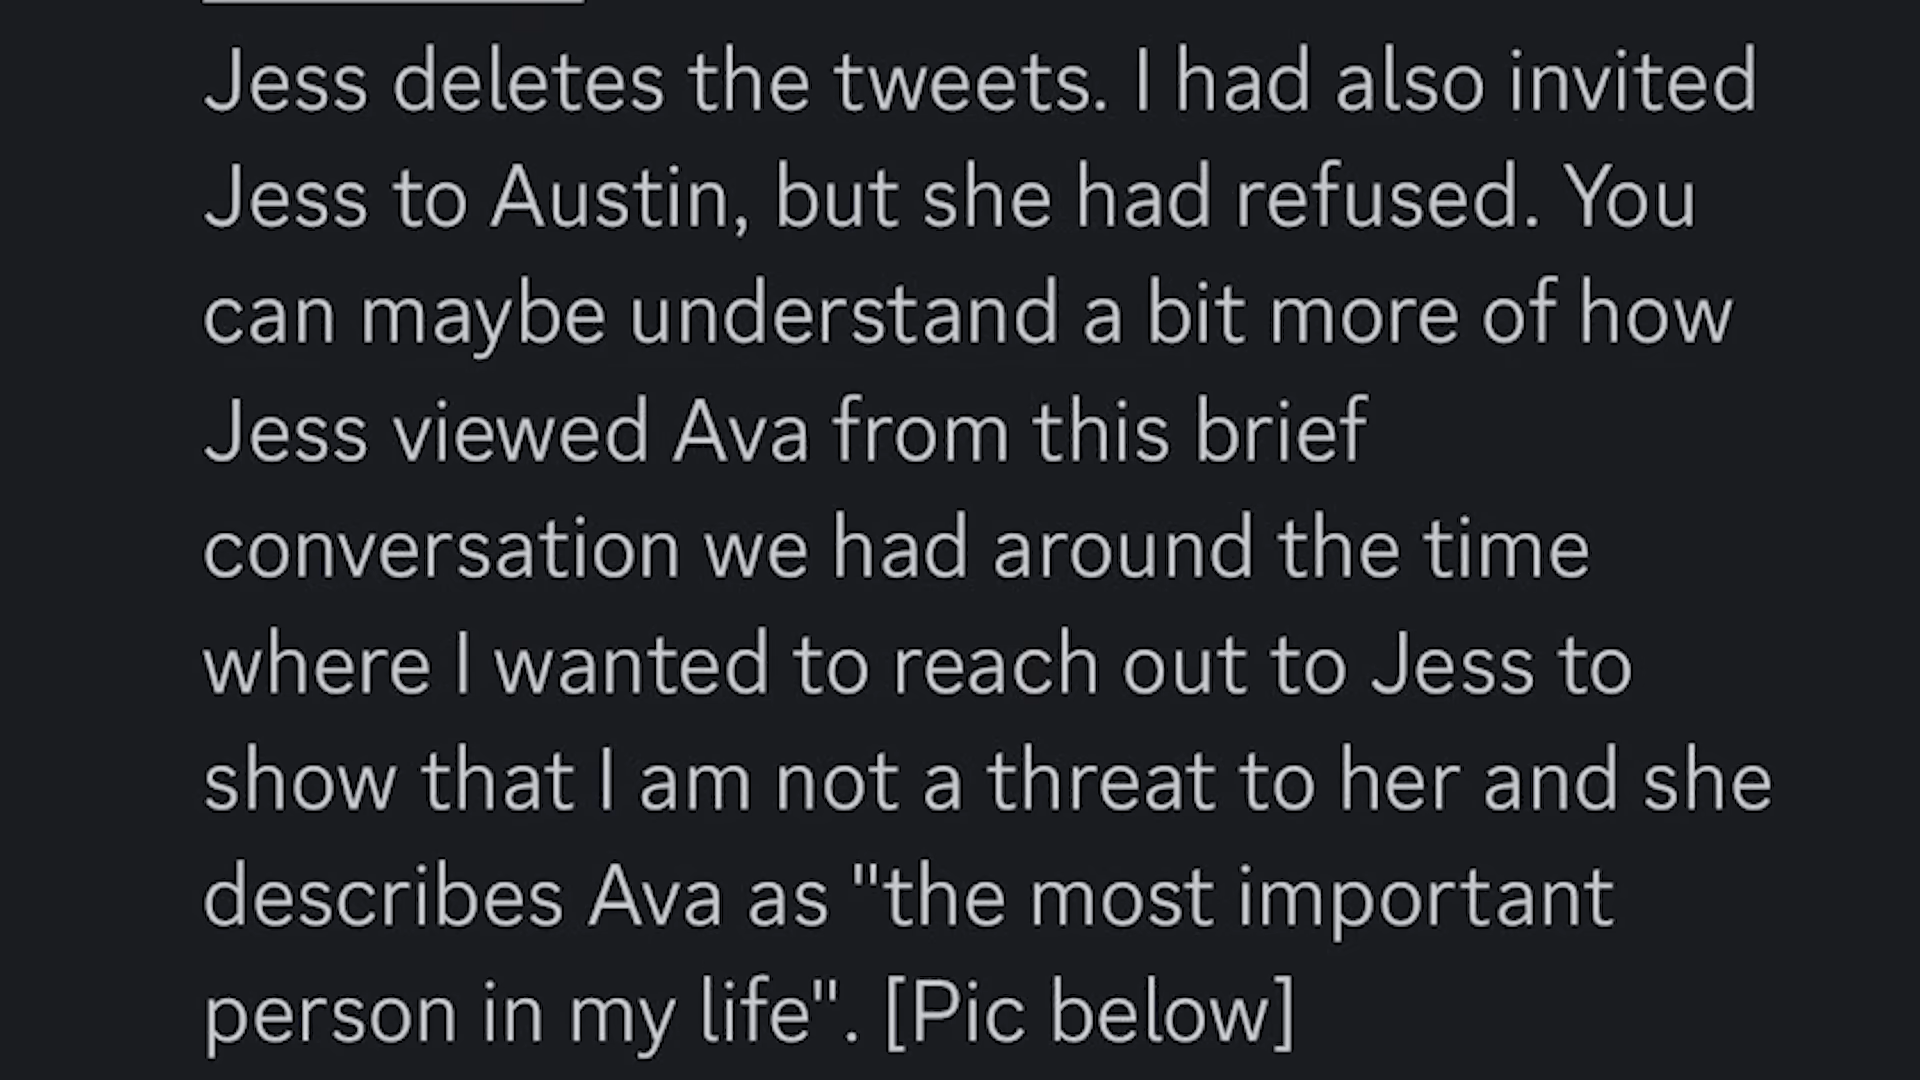 Jess deletes the tweets. I had also invited
Jess to Austin, but she had refused. You
can maybe understand a bit more of how
Jess viewed Ava from this brief
conversation we had around the time
where I wanted to reach out to Jess to
show that I am not a threat to her and she
describes Ava as "the most important
person in my life". [Pic below]